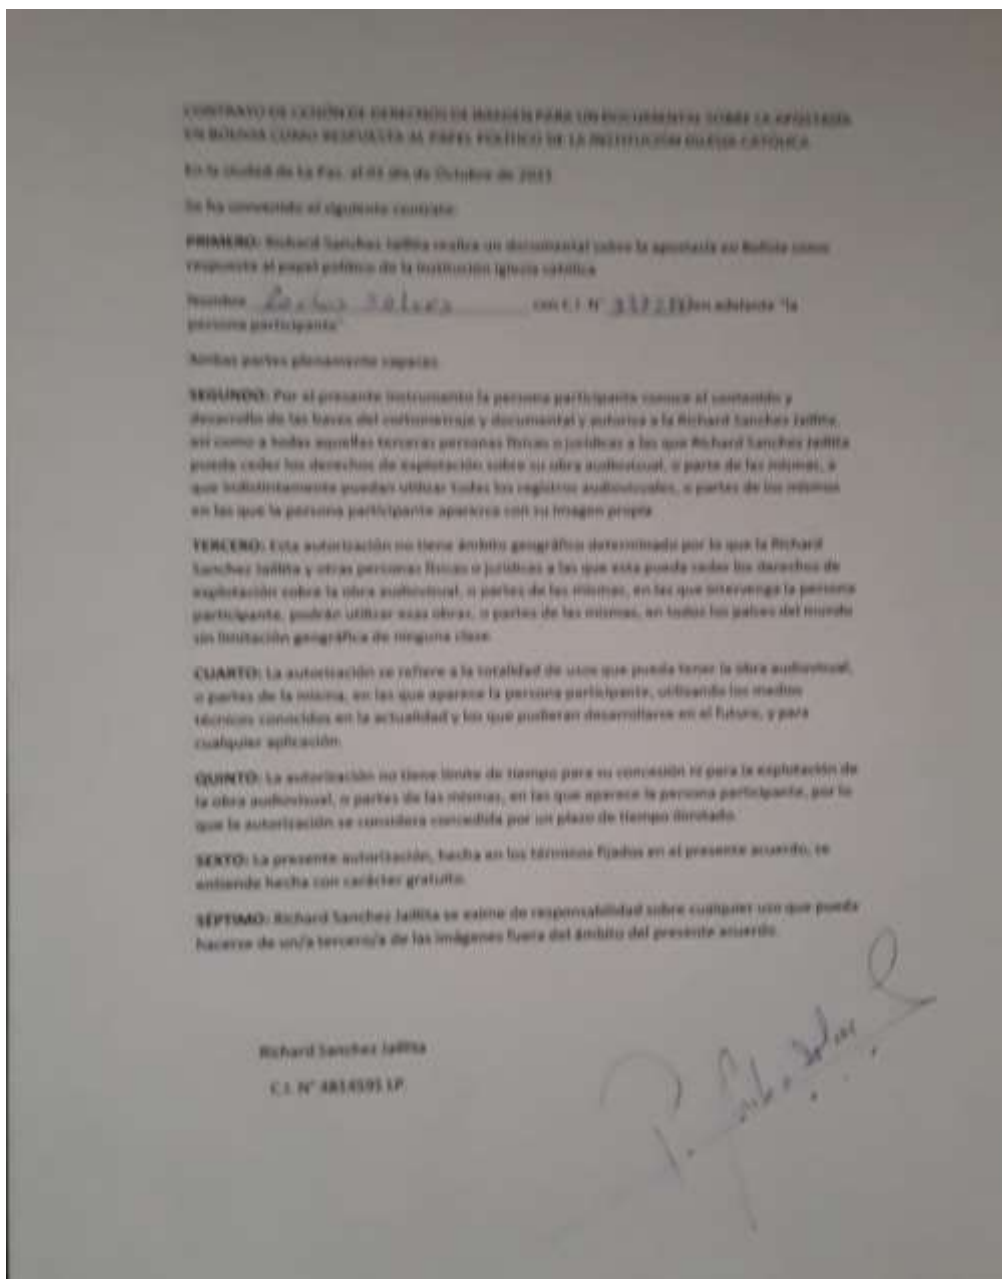 CONTRATO DE CESIÓN DE DERECHOS DE IMAGEN PARA UN DOCUMENTAL SOBRE LA APOSTASÍA
EN BOLIVIA COMO RESPUESTA AL PAPEL POLÍTICO DE LA INSTITUCIÓN IGLESIA CATÓLICA
En la ciudad de La Paz, al 01 día de Octubre de 2021
Se ha convenido el siguiente contrato:
PRIMERO: Richard Sanchez Jaillita realiza un documental sobre la apostasía en Bolivia como
respuesta al papel político de la institución iglesia católica
Nombre con C.I. N° en adelante "la
persona participante"
Ambas partes plenamente capaces
SEGUNDO: Por el presente instrumento la persona participante conoce el contenido y
desarrollo de las bases del cortometraje y documental y autoriza a la Richard Sanchez Jaillita,
así como a todas aquellas terceras personas físicas o jurídicas a las que Richard Sanchez Jaillita
pueda ceder los derechos de explotación sobre su obra audiovisual, o parte de las mismas, a
que indistintamente puedan utilizar todos los registros audiovisuales, o partes de los mismos
en las que la persona participante aparezca con su imagen propia
TERCERO: Esta autorización no tiene ámbito geográfico determinado por lo que la Richard
Sanchez Jaillita y otras personas físicas o jurídicas a las que esta pueda ceder los derechos de
explotación sobre la obra audiovisual, o partes de las mismas, en las que intervenga la persona
participante, podrán utilizar esas obras, o partes de las mismas, en todos los países del mundo
sin limitación geográfica de ninguna clase.
CUARTO: La autorización se refiere a la totalidad de usos que pueda tener la obra audiovisual,
o partes de la misma, en las que aparece la persona participante, utilizando los medios
técnicos conocidos en la actualidad y los que pudieran desarrollarse en el futuro, y para
cualquier aplicación.
QUINTO: La autorización no tiene límite de tiempo para su concesión ni para la explotación de
la obra audiovisual, o partes de las mismas, en las que aparece la persona participante, por lo
que la autorización se considera concedida por un plazo de tiempo ilimitado.
SEXTO: La presente autorización, hecha en los términos fijados en el presente acuerdo, se
entiende hecha con carácter gratuito.
SÉPTIMO: Richard Sanchez Jaillita se exime de responsabilidad sobre cualquier uso que pueda
hacerse de un/a tercero/a de las imágenes fuera del ámbito del presente acuerdo.
Richard Sanchez Jaillita
C.I. N° 4814595 LP.